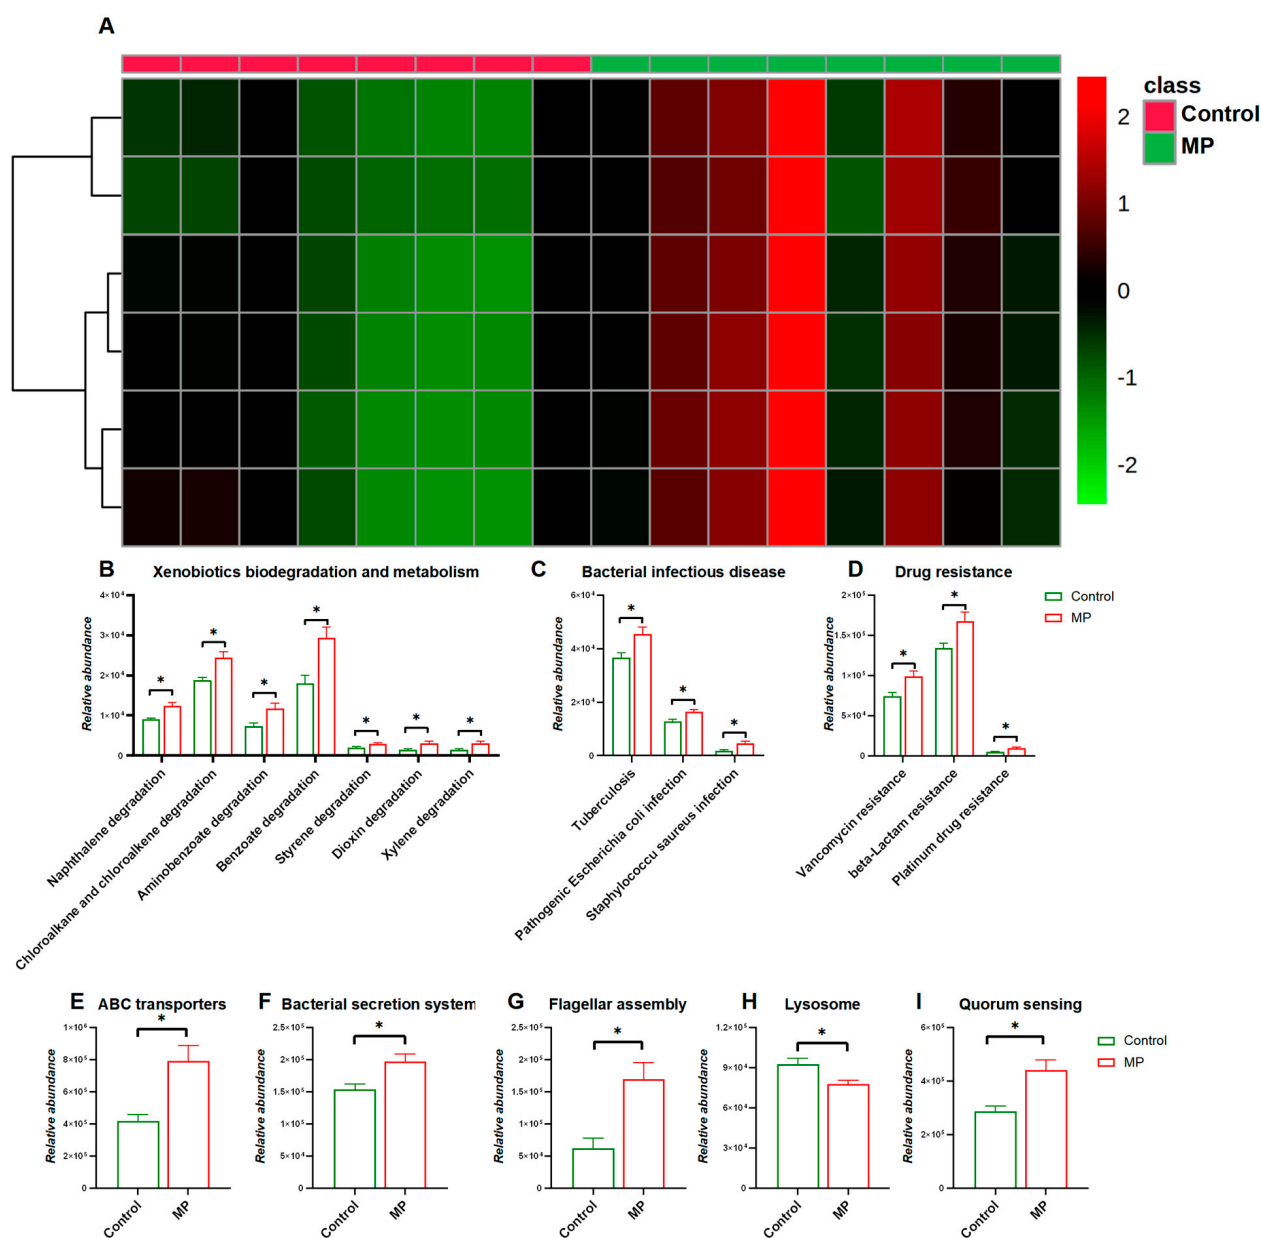 A
class
Control
MP
2
1
0
-1
-2
B
Xenobiotics biodegradation and metabolism
Relative abundance
4×10⁴
3×10⁴
2×10⁴
1×10⁴
0
*
*
*
*
*
*
*
Naphthalene degradation
Chloroalkane and chloroalkene degradation
Aminobenzoate degradation
Benzoate degradation
Styrene degradation
Dioxin degradation
Xylene degradation
C
Bacterial infectious disease
Relative abundance
6×10⁴
4×10⁴
2×10⁴
0
*
*
*
Tuberculosis
Pathogenic Escherichia coli infection
Staphylococcu saureus infection
D
Drug resistance
Relative abundance
2×10⁵
1.5×10⁵
1×10⁵
5×10⁴
0
*
*
*
Vancomycin resistance
beta-Lactam resistance
Platinum drug resistance
Control
MP
E
ABC transporters
Relative abundance
1×10⁶
8×10⁵
6×10⁵
4×10⁵
2×10⁵
0
*
Control
MP
F
Bacterial secretion system
Relative abundance
2.5×10⁵
2×10⁵
1.5×10⁵
1×10⁵
5×10⁴
0
*
Control
MP
G
Flagellar assembly
Relative abundance
2.5×10⁵
2×10⁵
1.5×10⁵
1×10⁵
5×10⁴
0
*
Control
MP
H
Lysosome
Relative abundance
1.2×10⁵
9×10⁴
6×10⁴
3×10⁴
0
*
Control
MP
I
Quorum sensing
Relative abundance
6×10⁵
4×10⁵
2×10⁵
0
*
Control
MP
Control
MP